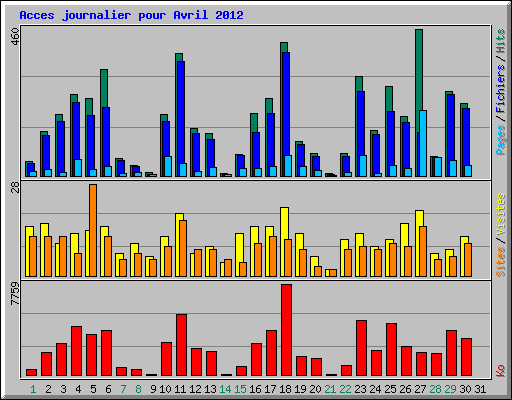 Acces journalier pour Avril 2012
460
Pages / Fichiers / Hits
28
Sites / Visites
7759
Ko
1 2 3 4 5 6 7 8 9 10 11 12 13 14 15 16 17 18 19 20 21 22 23 24 25 26 27 28 29 30 31